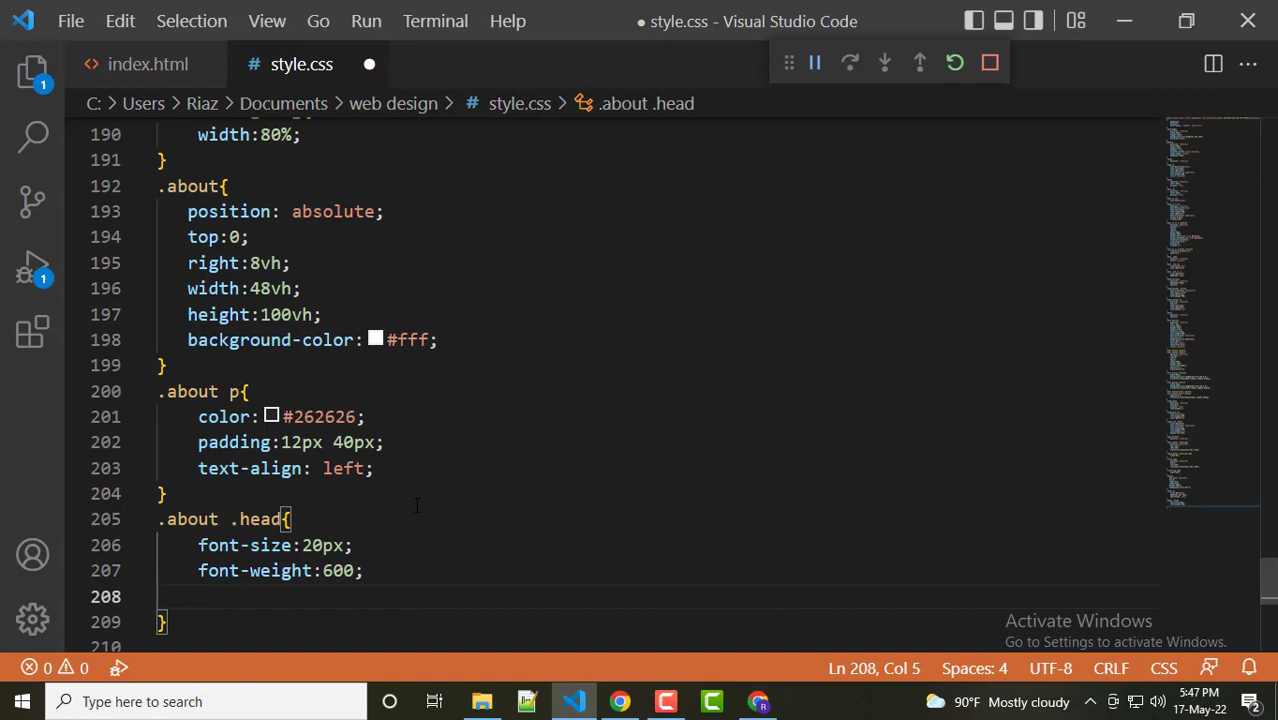 File Edit Selection View Go Run Terminal Help
● style.css - Visual Studio Code
index.html
# style.css
C: > Users > Riaz > Documents > web design > # style.css > .about .head
190 width:80%;
191 }
192 .about{
193 position: absolute;
194 top:0;
195 right:8vh;
196 width:48vh;
197 height:100vh;
198 background-color: #fff;
199 }
200 .about p{
201 color: #262626;
202 padding:12px 40px;
203 text-align: left;
204 }
205 .about .head{
206 font-size:20px;
207 font-weight:600;
208
209 }
210
1
1
Activate Windows
Go to Settings to activate Windows.
0 0
Ln 208, Col 5 Spaces: 4 UTF-8 CRLF CSS
Type here to search
90°F Mostly cloudy
5:47 PM
17-May-22
2